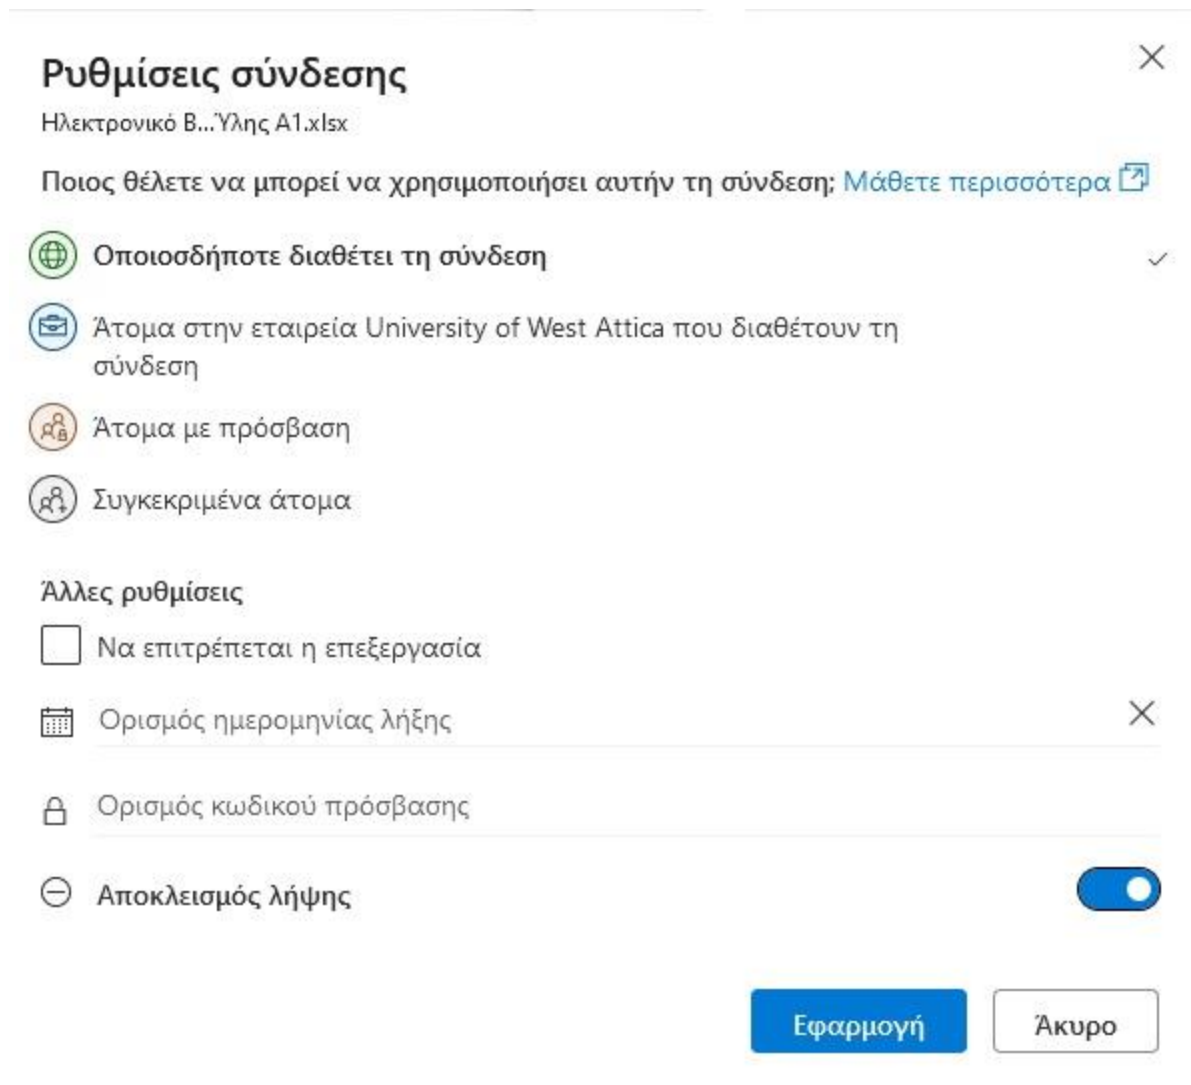 Ρυθμίσεις σύνδεσης
Ηλεκτρονικό Β...Ύλης Α1.xlsx
Ποιος θέλετε να μπορεί να χρησιμοποιήσει αυτήν τη σύνδεση; Μάθετε περισσότερα
Οποιοσδήποτε διαθέτει τη σύνδεση
Άτομα στην εταιρεία University of West Attica που διαθέτουν τη
σύνδεση
Άτομα με πρόσβαση
Συγκεκριμένα άτομα
Άλλες ρυθμίσεις
Να επιτρέπεται η επεξεργασία
Ορισμός ημερομηνίας λήξης
Ορισμός κωδικού πρόσβασης
Αποκλεισμός λήψης
Εφαρμογή
Άκυρο